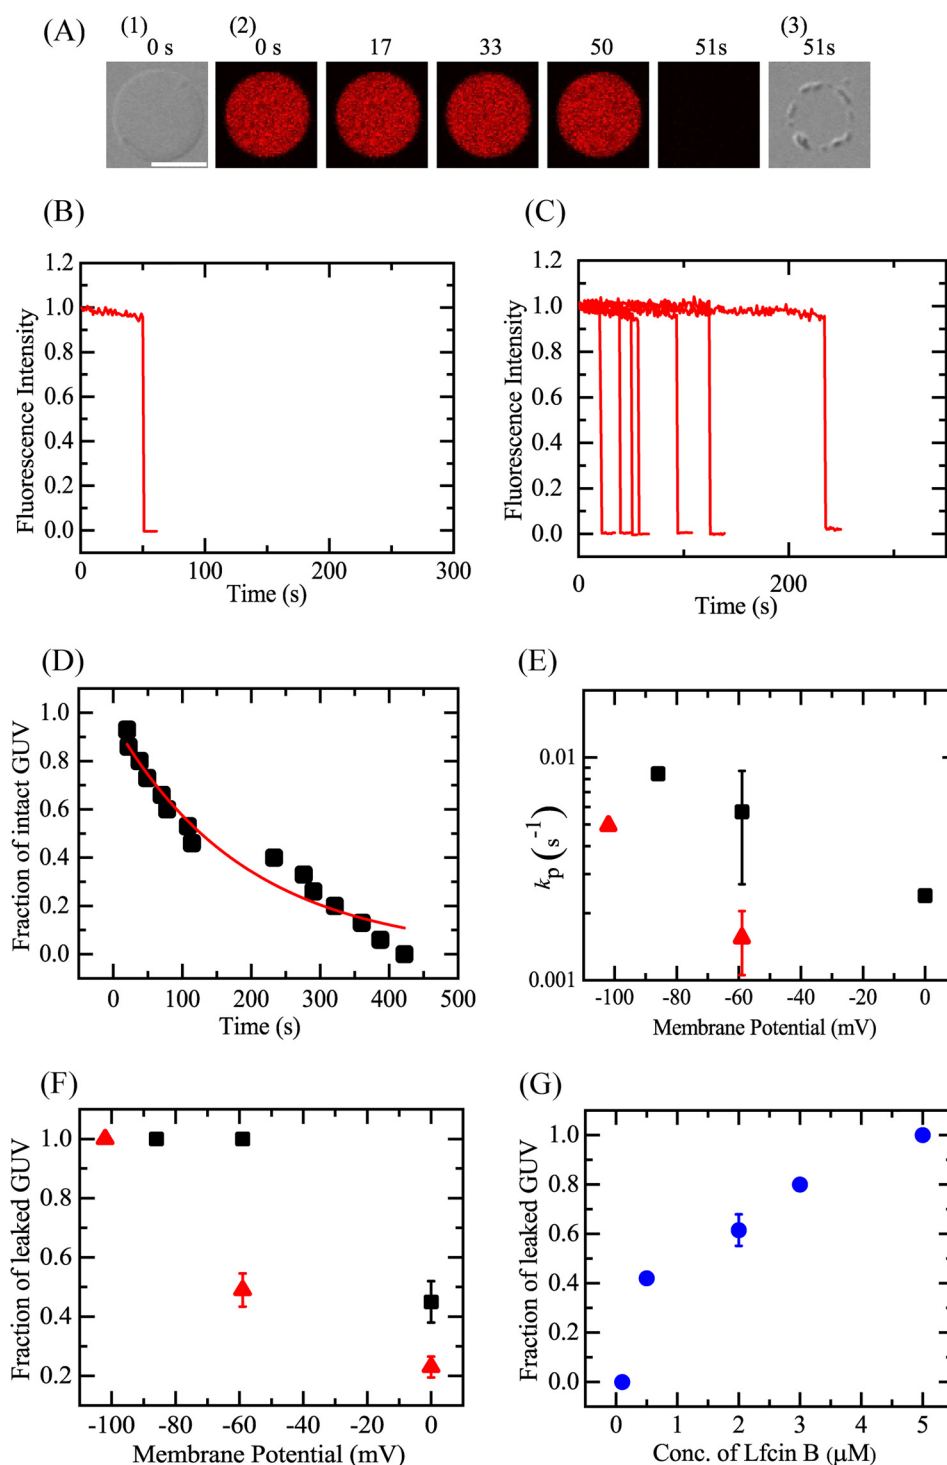 (A)
(1) (2) (3)
0 s 0 s 17 33 50 51s 51s
(B)
1.2
1.0
0.8
0.6
0.4
0.2
0.0
Fluorescence Intensity
0 100 200 300
Time (s)
(C)
1.2
1.0
0.8
0.6
0.4
0.2
0.0
Fluorescence Intensity
0 200
Time (s)
(D)
1.0
0.8
0.6
0.4
0.2
0.0
Fraction of intact GUV
0 100 200 300 400 500
Time (s)
(E)
0.01
0.001
kp (s⁻¹)
-100 -80 -60 -40 -20 0
Membrane Potential (mV)
(F)
1.0
0.8
0.6
0.4
0.2
Fraction of leaked GUV
-100 -80 -60 -40 -20 0
Membrane Potential (mV)
(G)
1.0
0.8
0.6
0.4
0.2
0.0
Fraction of leaked GUV
0 1 2 3 4 5
Conc. of Lfcin B (μM)